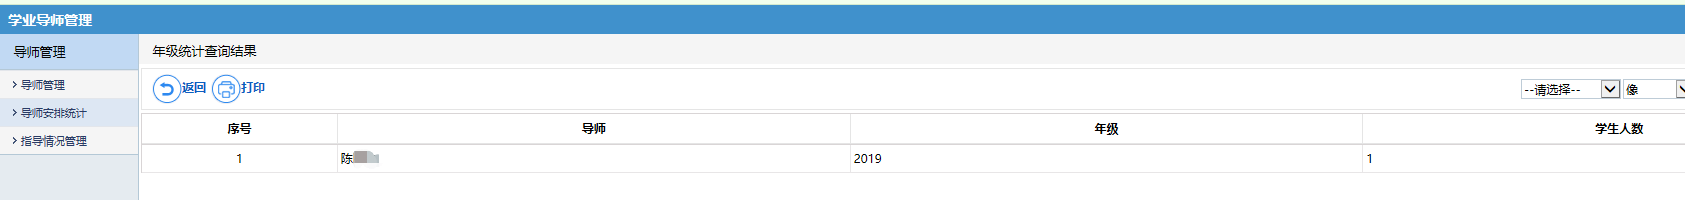 学业导师管理
导师管理
年级统计查询结果
导师管理
导师安排统计
指导情况管理
返回 打印
--请选择-- 像
序号 导师 年级 学生人数
1 陈 2019 1